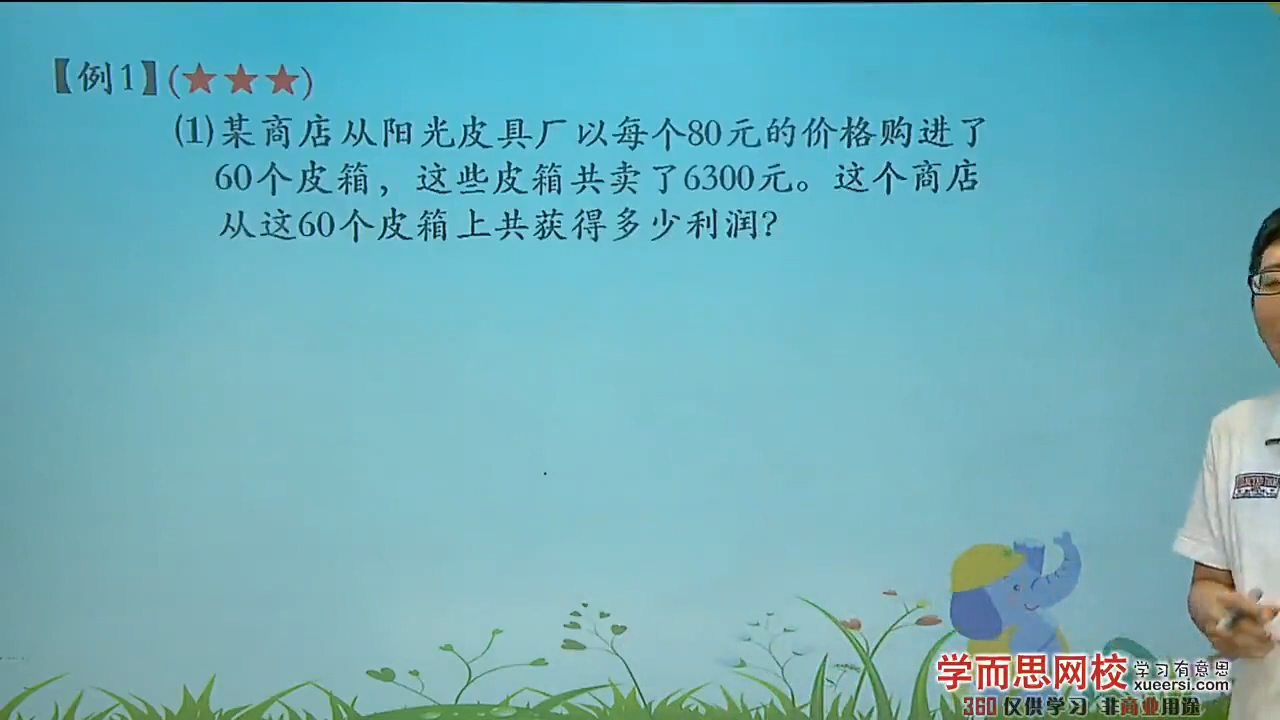 【例1】(★★★)
(1)某商店从阳光皮具厂以每个80元的价格购进了
60个皮箱，这些皮箱共卖了6300元。这个商店
从这60个皮箱上共获得多少利润?
学而思网校 学习有意思
xueersi.com
360 仅供学习 非商业用途